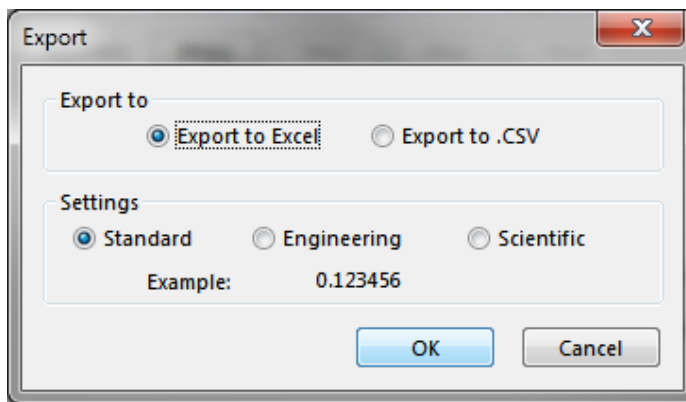 Export
Export to
Export to Excel Export to .CSV
Settings
Standard Engineering Scientific
Example: 0.123456
OK Cancel